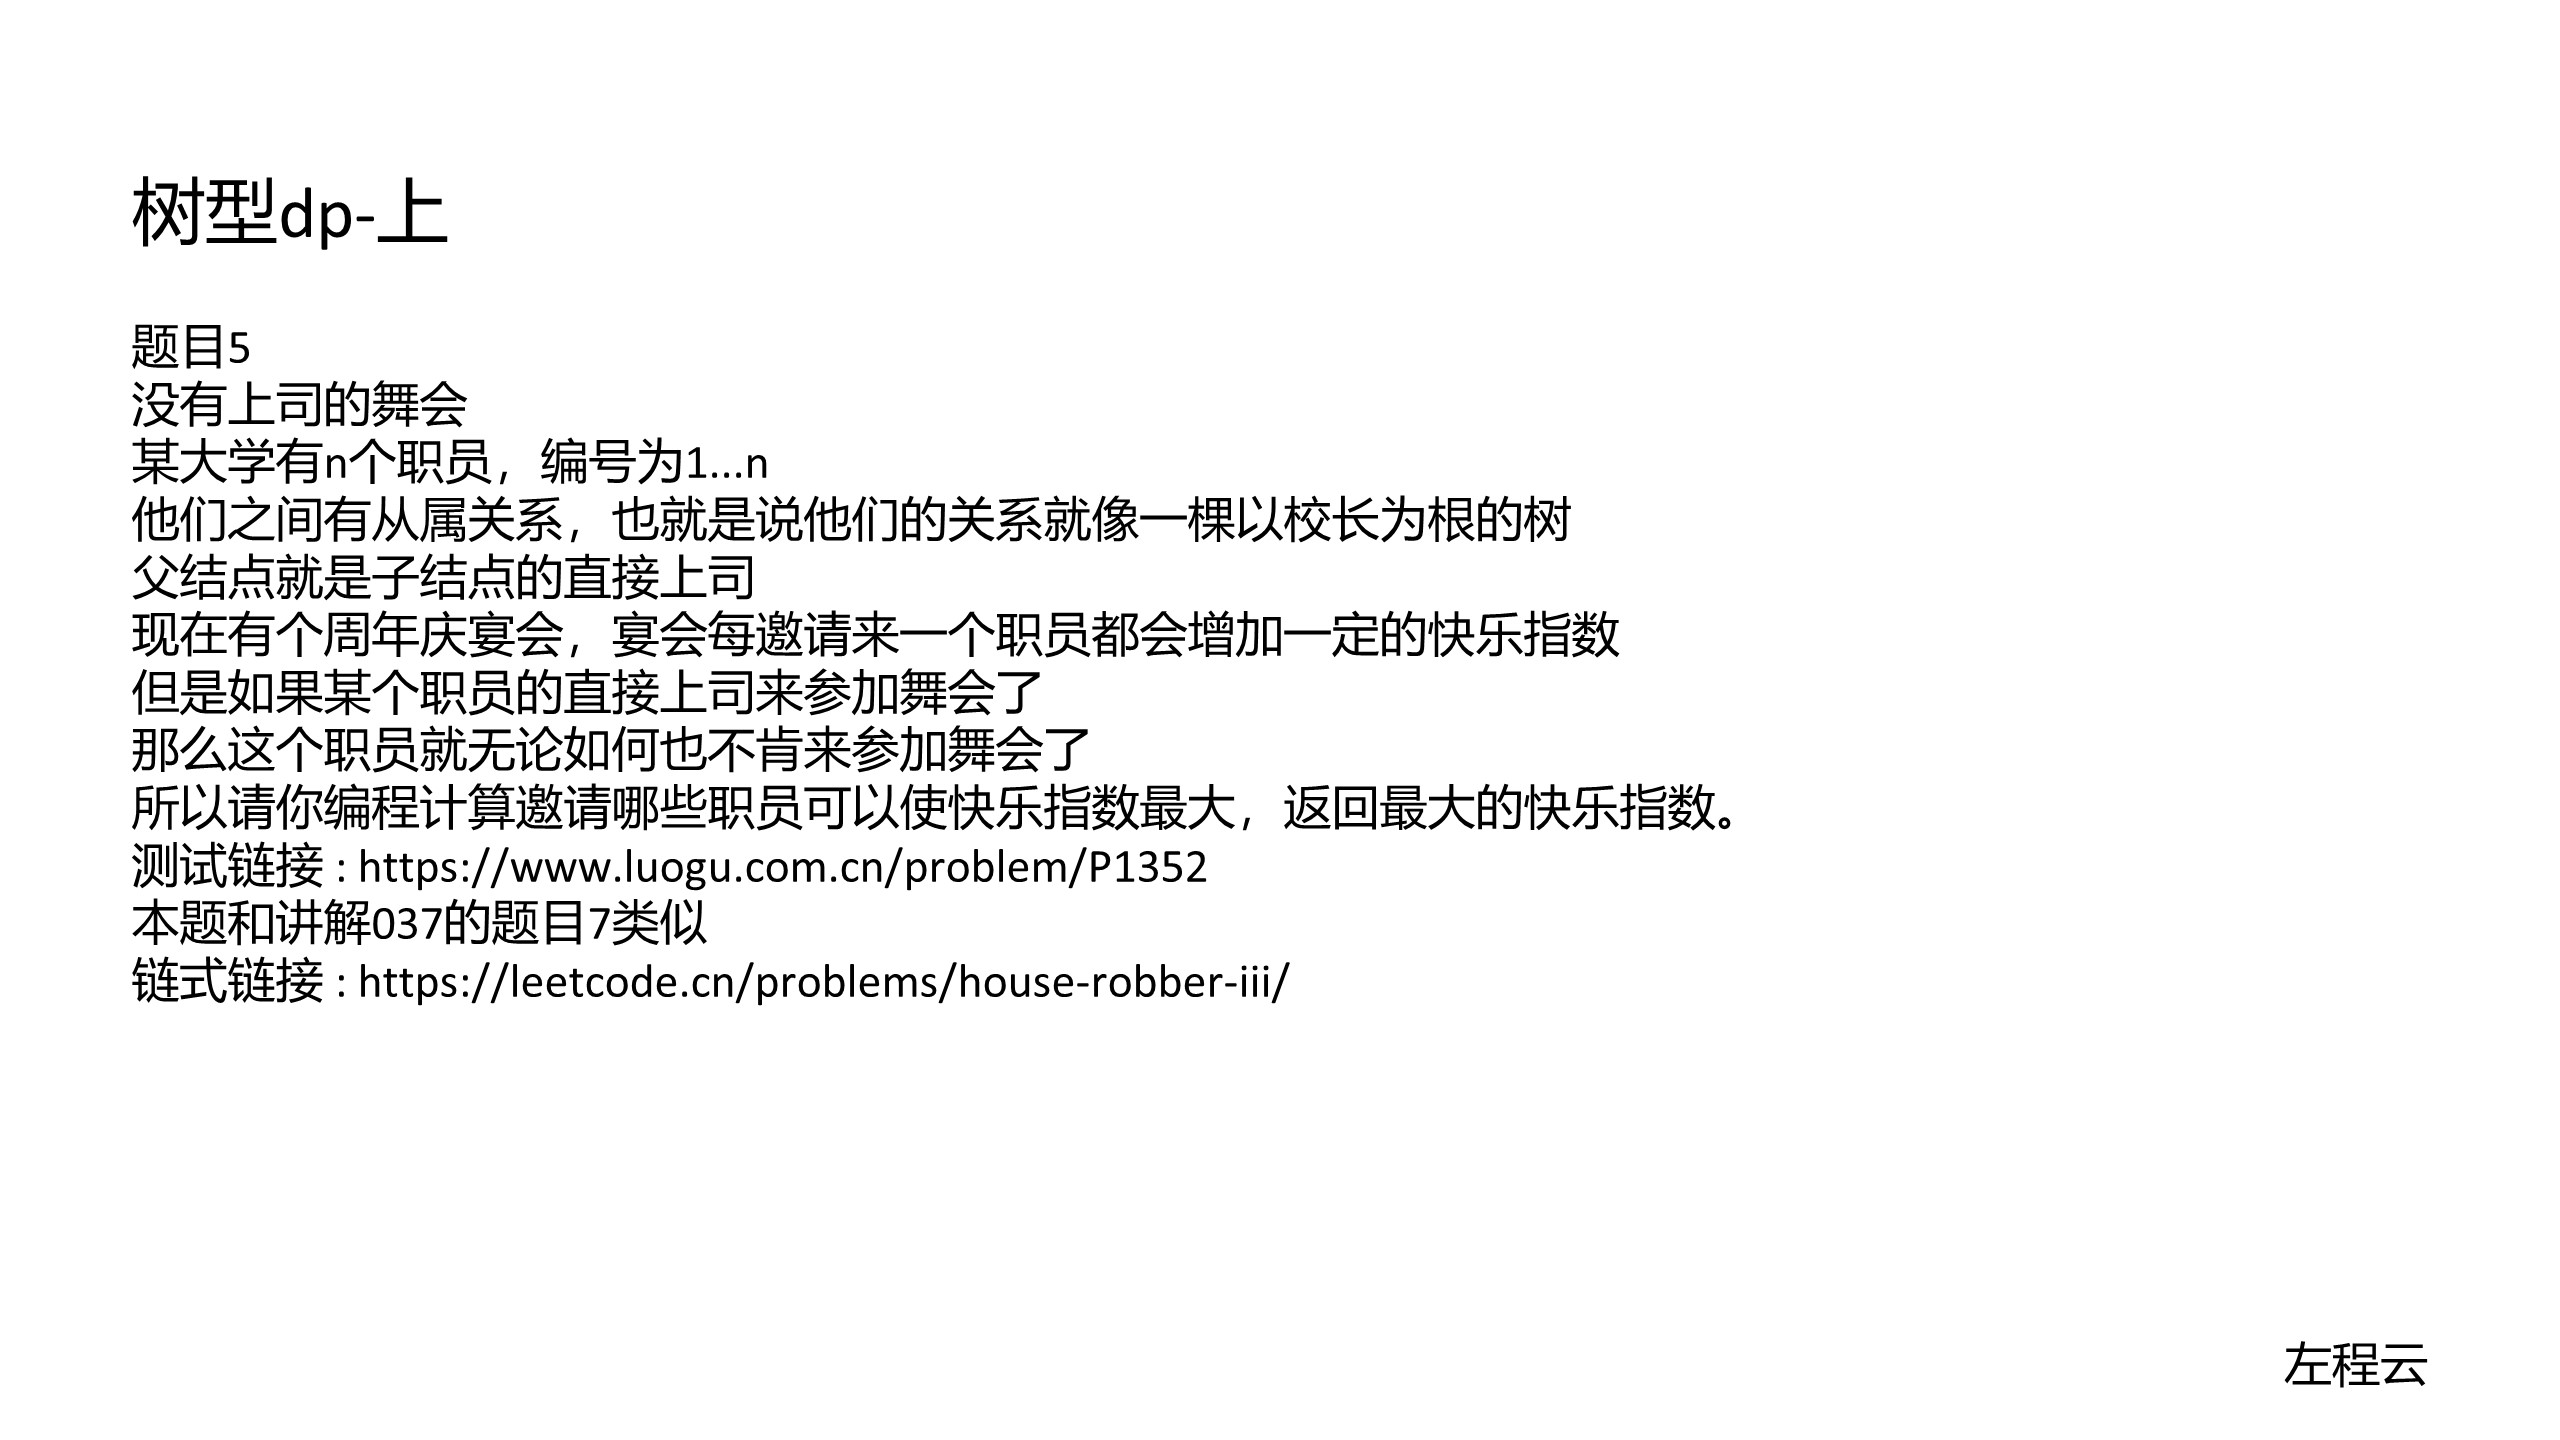 树型dp-上
题目5
没有上司的舞会
某大学有n个职员，编号为1...n
他们之间有从属关系，也就是说他们的关系就像一棵以校长为根的树
父结点就是子结点的直接上司
现在有个周年庆宴会，宴会每邀请来一个职员都会增加一定的快乐指数
但是如果某个职员的直接上司来参加舞会了
那么这个职员就无论如何也不肯来参加舞会了
所以请你编程计算邀请哪些职员可以使快乐指数最大，返回最大的快乐指数。
测试链接 : https://www.luogu.com.cn/problem/P1352
本题和讲解037的题目7类似
链式链接 : https://leetcode.cn/problems/house-robber-iii/
左程云